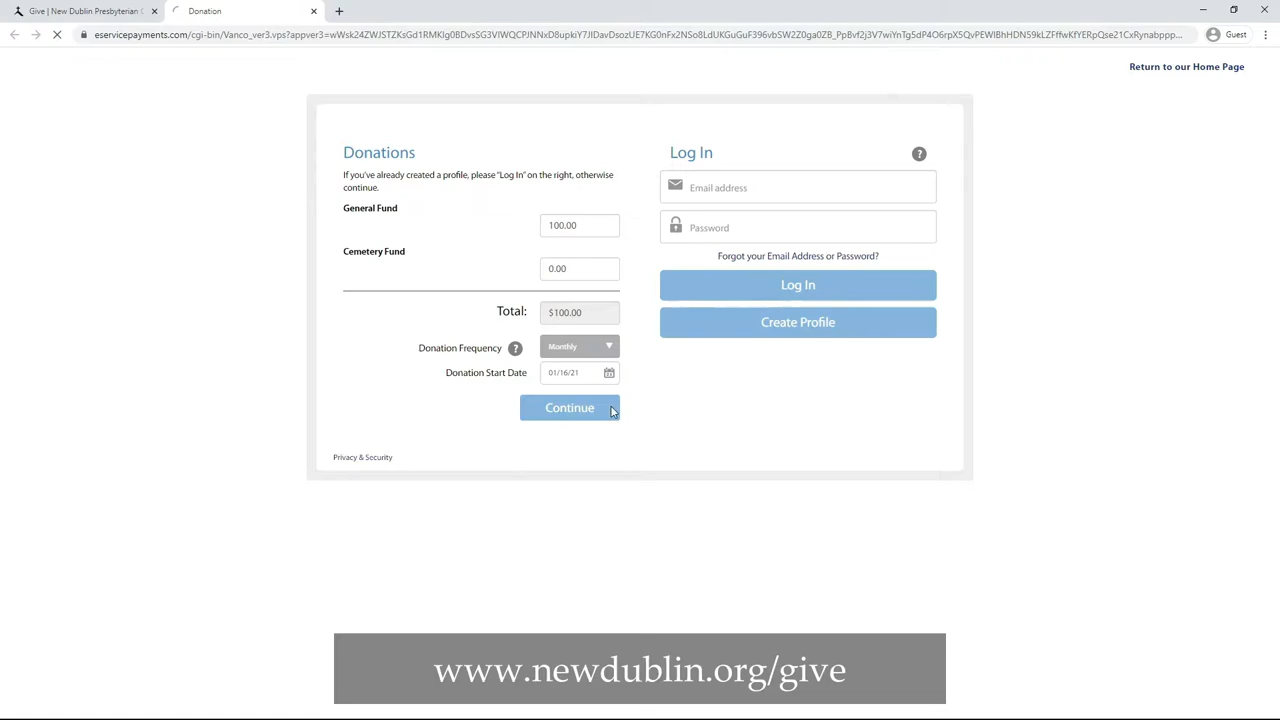 Give | New Dublin Presbyterian C
Donation
Guest
Return to our Home Page
Donations
If you've already created a profile, please "Log In" on the right, otherwise
continue.
General Fund
100.00
Cemetery Fund
0.00
Total:
$100.00
Donation Frequency
?
Monthly
Donation Start Date
01/16/21
Continue
Privacy & Security
Log In
?
Email address
Password
Forgot your Email Address or Password?
Log In
Create Profile
www.newdublin.org/give